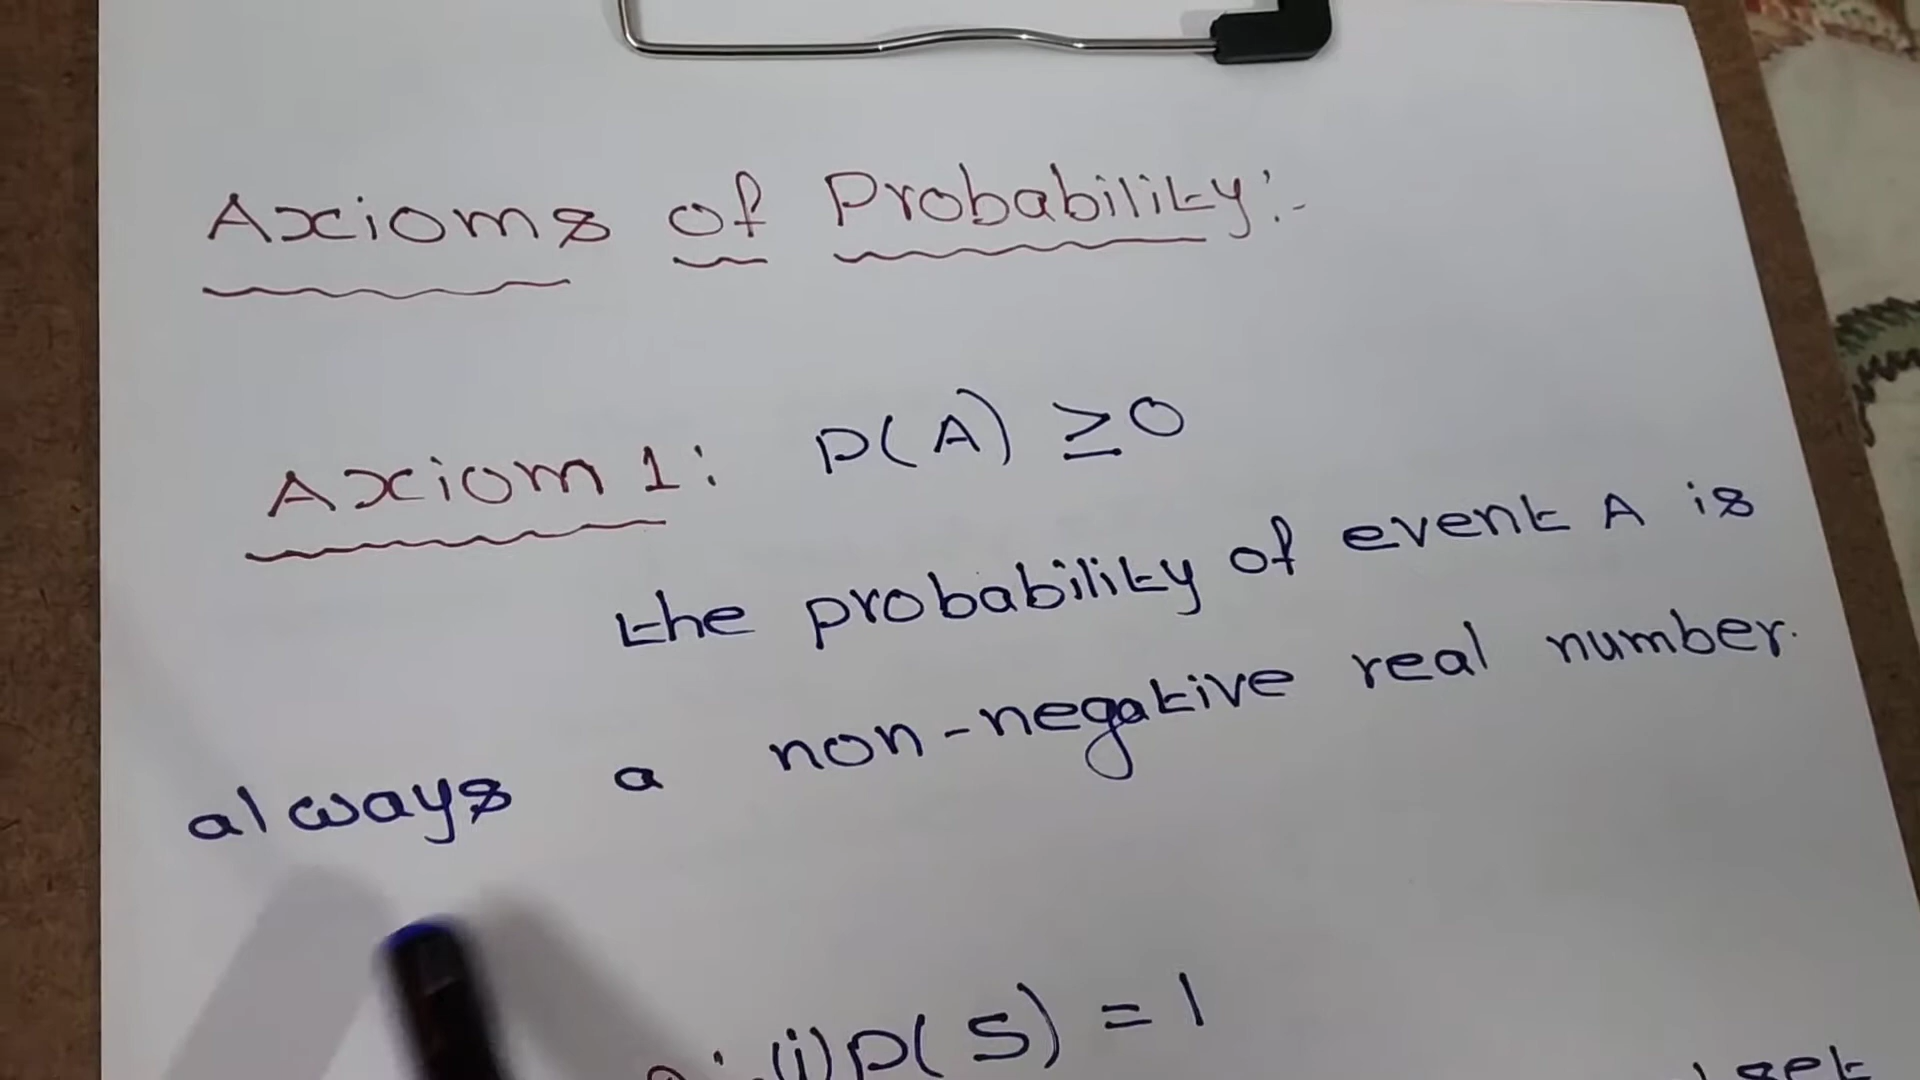 Axioms of Probability:-
Axiom 1: P(A) ≥0
the probability of event A is
always a non-negative real number.
(i) P(S) = 1